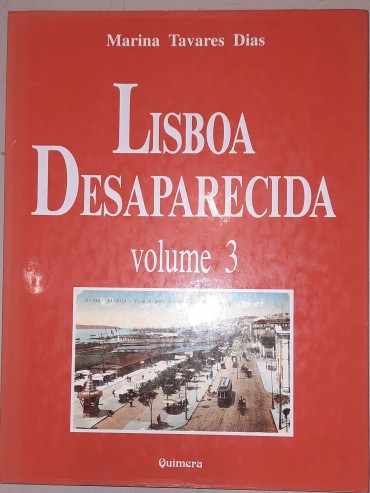 Marina Tavares Dias
LISBOA
DESAPARECIDA
volume 3
LISBOA
Quimera